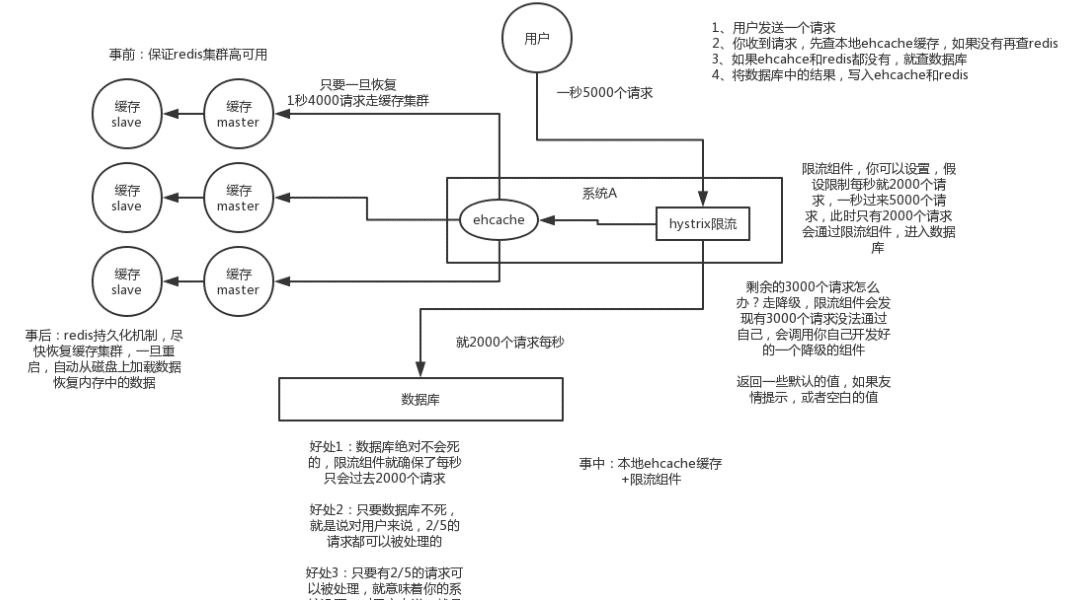 用户
1、用户发送一个请求
2、你收到请求，先查本地ehcache缓存，如果没有再查redis
3、如果ehcahce和redis都没有，就查数据库
4、将数据库中的结果，写入ehcache和redis
事前：保证redis集群高可用
只要一旦恢复
1秒4000请求走缓存集群
一秒5000个请求
缓存
slave
缓存
master
缓存
slave
缓存
master
缓存
slave
缓存
master
系统A
ehcache
hystrix限流
限流组件，你可以设置，假
设限制每秒就2000个请
求，一秒过来5000个请
求，此时只有2000个请求
会通过限流组件，进入数据
库
剩余的3000个请求怎么
办？走降级，限流组件会发
现有3000个请求没法通过
自己，会调用你自己开发好
的一个降级的组件
返回一些默认的值，如果友
情提示，或者空白的值
事后：redis持久化机制，尽
快恢复缓存集群，一旦重
启，自动从磁盘上加载数据
恢复内存中的数据
就2000个请求每秒
数据库
好处1：数据库绝对不会死
的，限流组件就确保了每秒
只会过去2000个请求
好处2：只要数据库不死，
就是说对用户来说，2/5的
请求都可以被处理的
好处3：只要有2/5的请求可
以被处理，就意味着你的系
事中：本地ehcache缓存
+限流组件